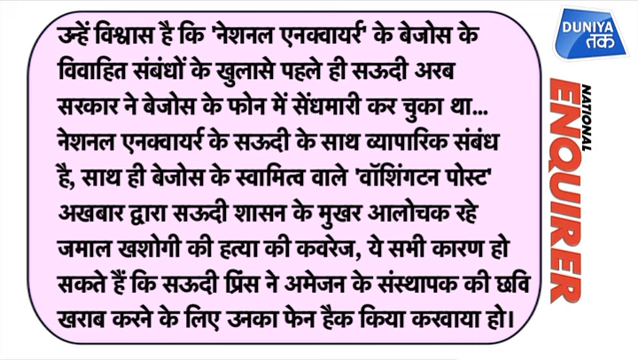 उन्हें विश्वास है कि 'नेशनल एनक्वायर्र' के बेजोस के
विवाहित संबंधों के खुलासे पहले ही सऊदी अरब
सरकार ने बेजोस के फोन में सेंधमारी कर चुका था...
नेशनल एनक्वायर्र के सऊदी के साथ व्यापारिक संबंध
है, साथ ही बेजोस के स्वामित्व वाले 'वॉशिंगटन पोस्ट'
अखबार द्वारा सऊदी शासन के मुखर आलोचक रहे
जमाल खशोगी की हत्या की कवरेज, ये सभी कारण हो
सकते हैं कि सऊदी प्रिंस ने अमेजन के संस्थापक की छवि
खराब करने के लिए उनका फेन हैक किया करवाया हो।
DUNIYA
तक
NATIONAL
ENQUIRER